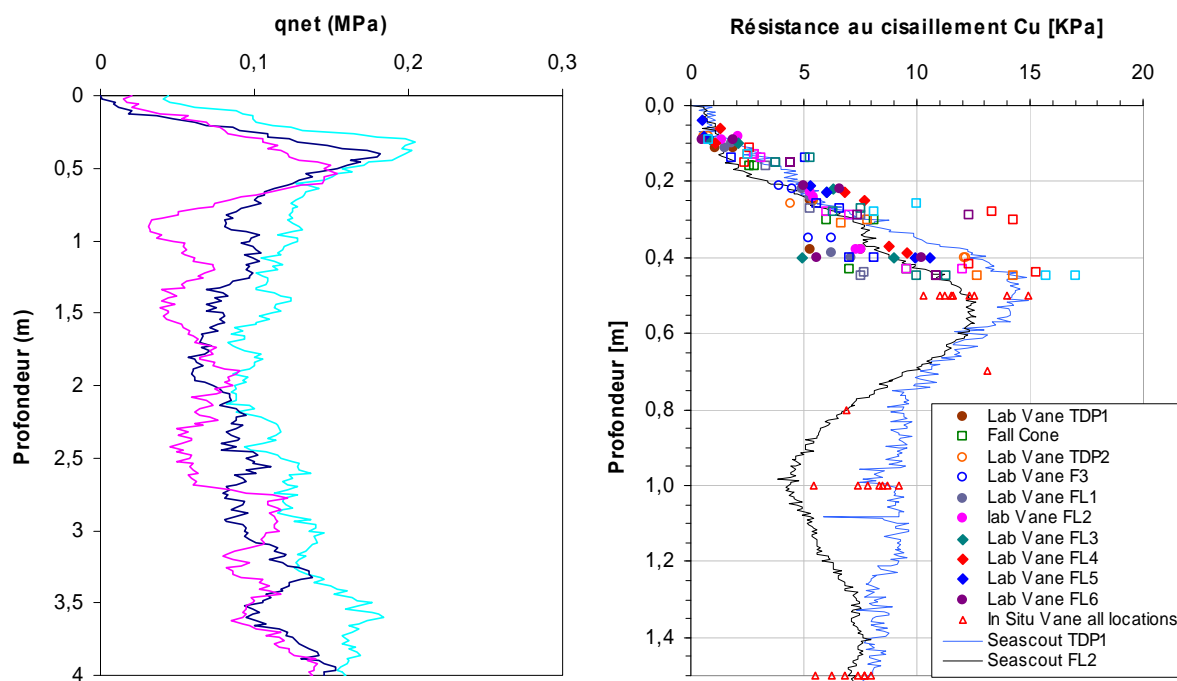 qnet (MPa)
0 0,1 0,2 0,3
0
0,5
1
1,5
2
2,5
3
3,5
4
Profondeur (m)
Résistance au cisaillement Cu [KPa]
0 5 10 15 20
0,0
0,2
0,4
0,6
0,8
1,0
1,2
1,4
Profondeur [m]
Lab Vane TDP1
Fall Cone
Lab Vane TDP2
Lab Vane F3
Lab Vane FL1
lab Vane FL2
Lab Vane FL3
Lab Vane FL4
Lab Vane FL5
Lab Vane FL6
In Situ Vane all locations
Seascout TDP1
Seascout FL2